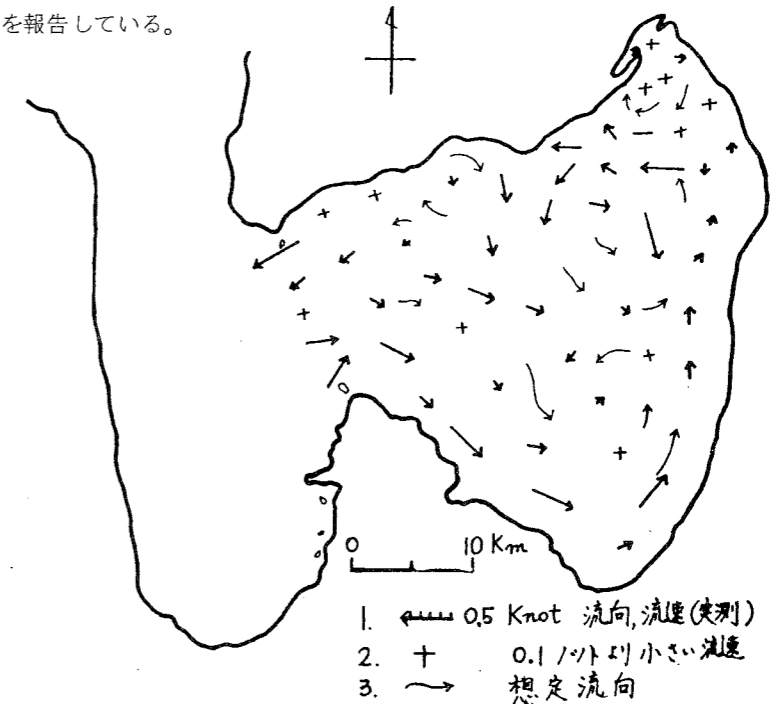 を報告している。
0 10 Km
1. 0.5 Knot 流向,流速(実測)
2. + 0.1ノットより小さい流速
3. 想定流向